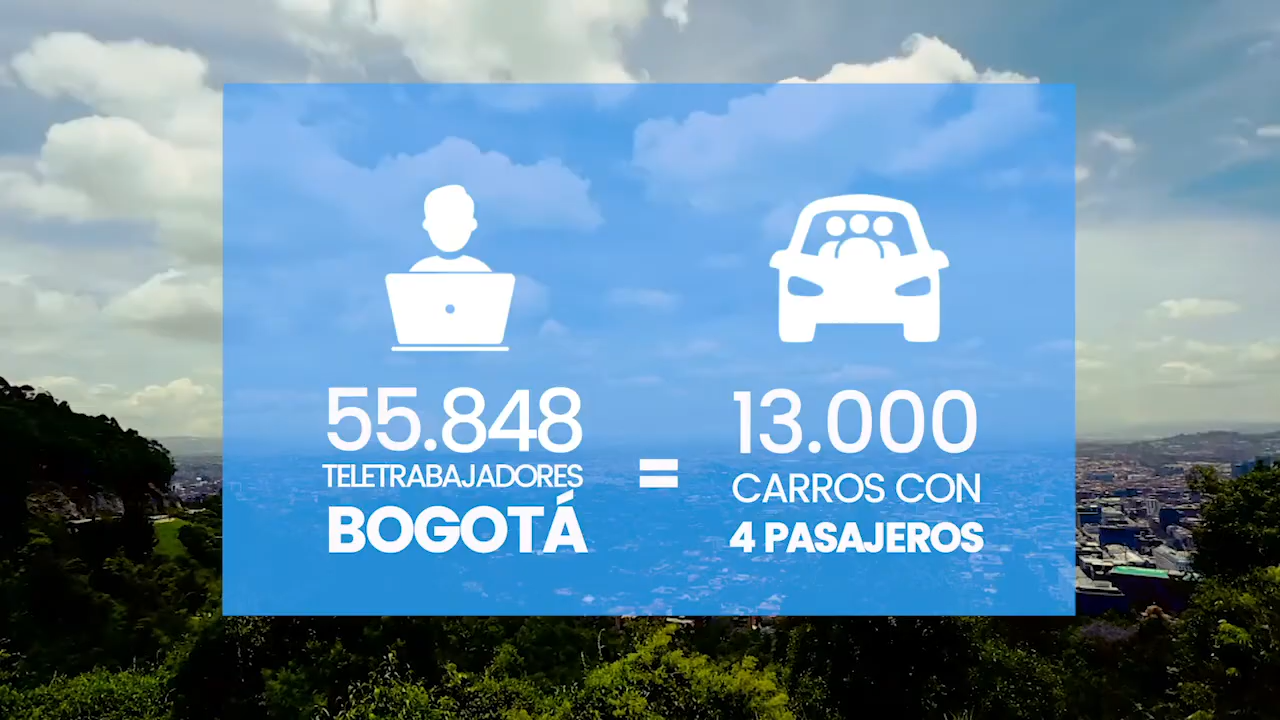 55.848
TELETRABAJADORES
BOGOTÁ
=
13.000
CARROS CON
4 PASAJEROS